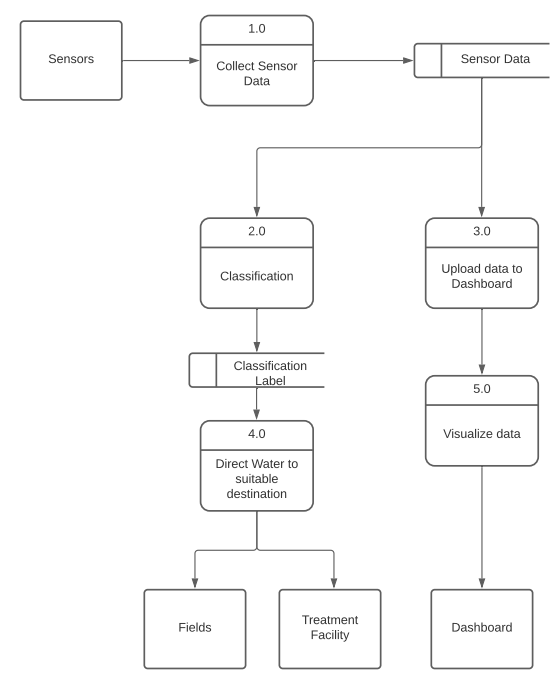 Sensors
1.0
Collect Sensor
Data
Sensor Data
2.0
Classification
3.0
Upload data to
Dashboard
Classification
Label
4.0
Direct Water to
suitable
destination
5.0
Visualize data
Fields
Treatment
Facility
Dashboard